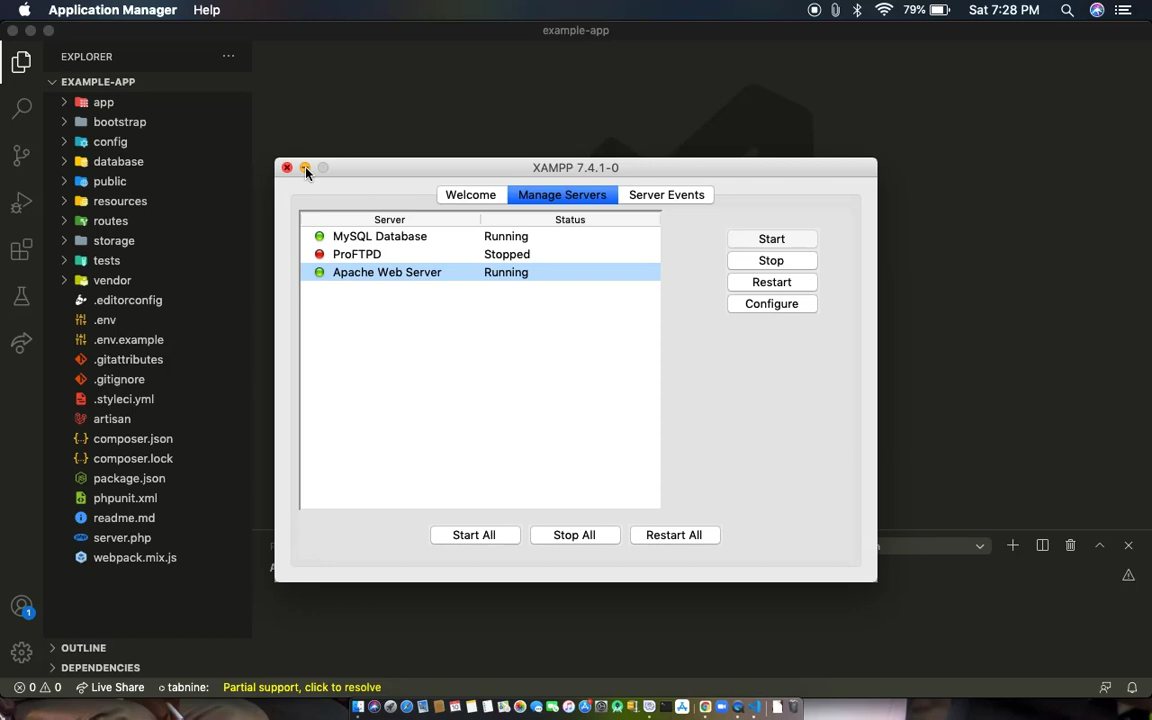 Application Manager Help 79% Sat 7:28 PM
example-app
EXPLORER
EXAMPLE-APP
app
bootstrap
config
database
public
resources
routes
storage
tests
vendor
.editorconfig
.env
.env.example
.gitattributes
.gitignore
.styleci.yml
artisan
composer.json
composer.lock
package.json
phpunit.xml
readme.md
server.php
webpack.mix.js
OUTLINE
DEPENDENCIES
XAMPP 7.4.1-0
Welcome Manage Servers Server Events
Server Status
MySQL Database Running
ProFTPD Stopped
Apache Web Server Running
Start
Stop
Restart
Configure
Start All Stop All Restart All
1
0 0 Live Share tabnine: Partial support, click to resolve